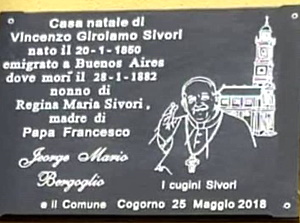 Casa natale di
Vincenzo Girolamo Sivori
nato il 20-1-1850
emigrato a Buenos Aires
dove morì il 28-1-1882
nonno di
Regina Maria Sivori,
madre di
Papa Francesco
Jeorge Mario
Bergoglio
I cugini Sivori
e il Comune Cogorno 25 Maggio 2018